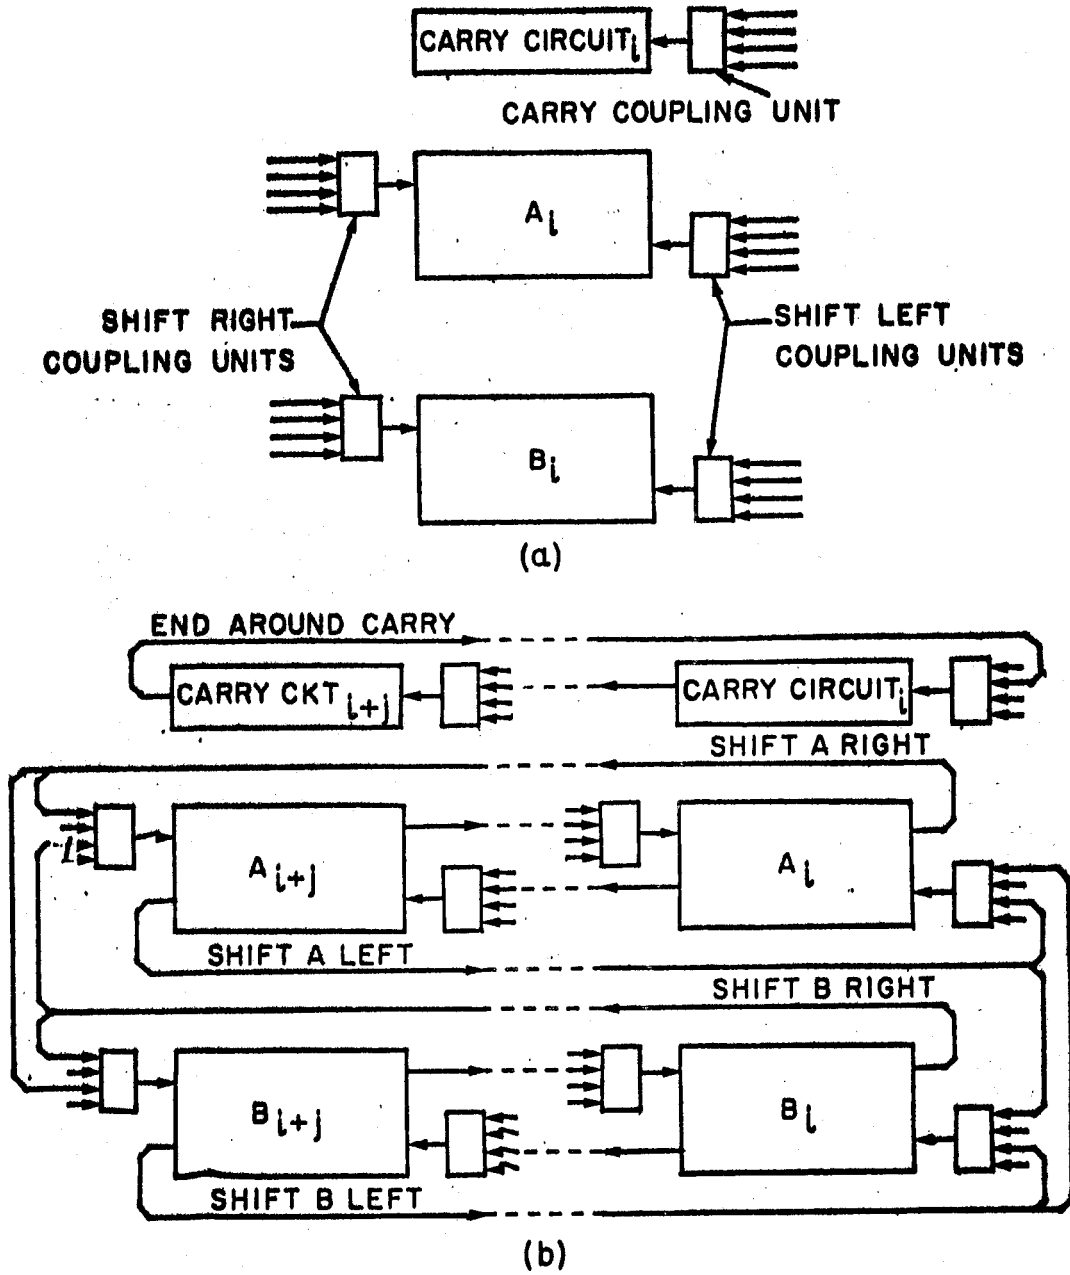 CARRY CIRCUITi
CARRY COUPLING UNIT
Ai
SHIFT RIGHT
COUPLING UNITS
SHIFT LEFT
COUPLING UNITS
Bi
(a)
END AROUND CARRY
CARRY CKT i+j
CARRY CIRCUITi
SHIFT A RIGHT
Ai+j
Ai
SHIFT A LEFT
SHIFT B RIGHT
Bi+j
Bi
SHIFT B LEFT
(b)